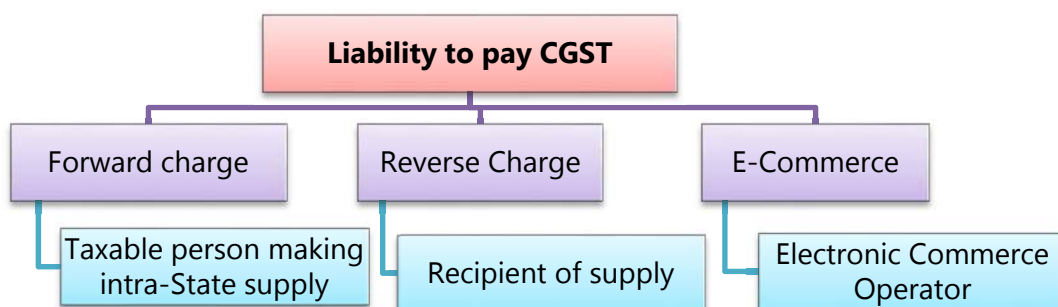 Liability to pay CGST
Forward charge
Reverse Charge
E-Commerce
Taxable person making
intra-State supply
Recipient of supply
Electronic Commerce
Operator